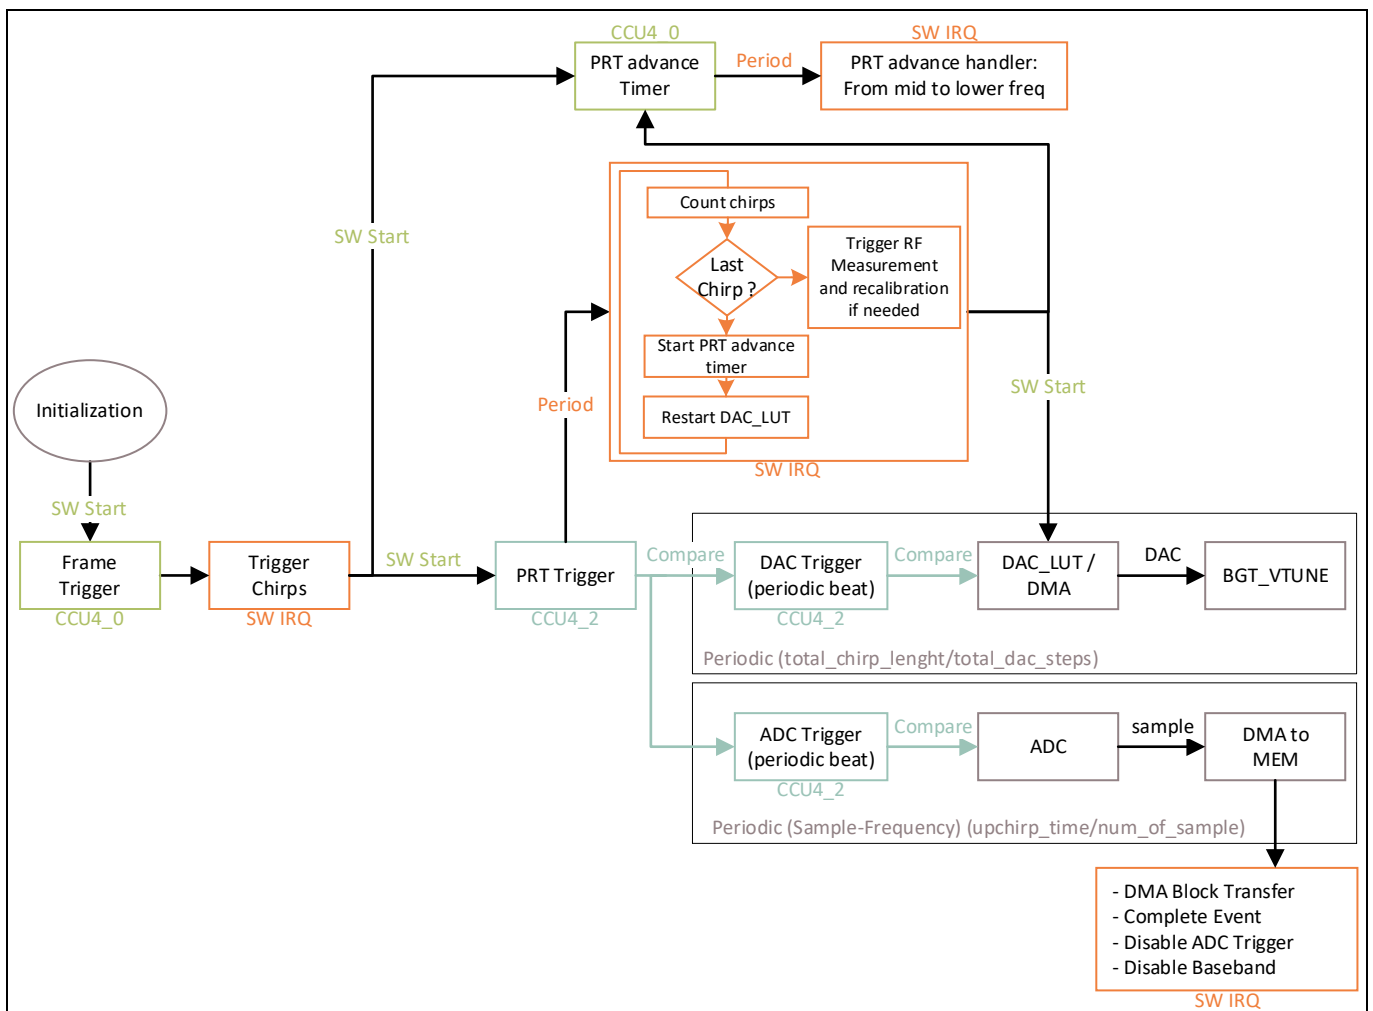 CCU4_0
PRT advance
Timer
Period
SW IRQ
PRT advance handler:
From mid to lower freq
SW Start
Count chirps
Last
Chirp ?
Trigger RF
Measurement
and recalibration
if needed
Start PRT advance
timer
Restart DAC_LUT
SW IRQ
Period
SW Start
Initialization
SW Start
Frame
Trigger
CCU4_0
Trigger
Chirps
SW IRQ
SW Start
PRT Trigger
CCU4_2
Compare
DAC Trigger
(periodic beat)
CCU4_2
Compare
DAC_LUT /
DMA
DAC
BGT_VTUNE
Periodic (total_chirp_lenght/total_dac_steps)
ADC Trigger
(periodic beat)
CCU4_2
Compare
ADC
sample
DMA to
MEM
Periodic (Sample-Frequency) (upchirp_time/num_of_sample)
- DMA Block Transfer
- Complete Event
- Disable ADC Trigger
- Disable Baseband
SW IRQ